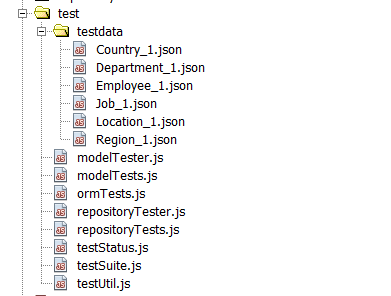 test
testdata
Country_1.json
Department_1.json
Employee_1.json
Job_1.json
Location_1.json
Region_1.json
modelTester.js
modelTests.js
ormTests.js
repositoryTester.js
repositoryTests.js
testStatus.js
testSuite.js
testUtil.js